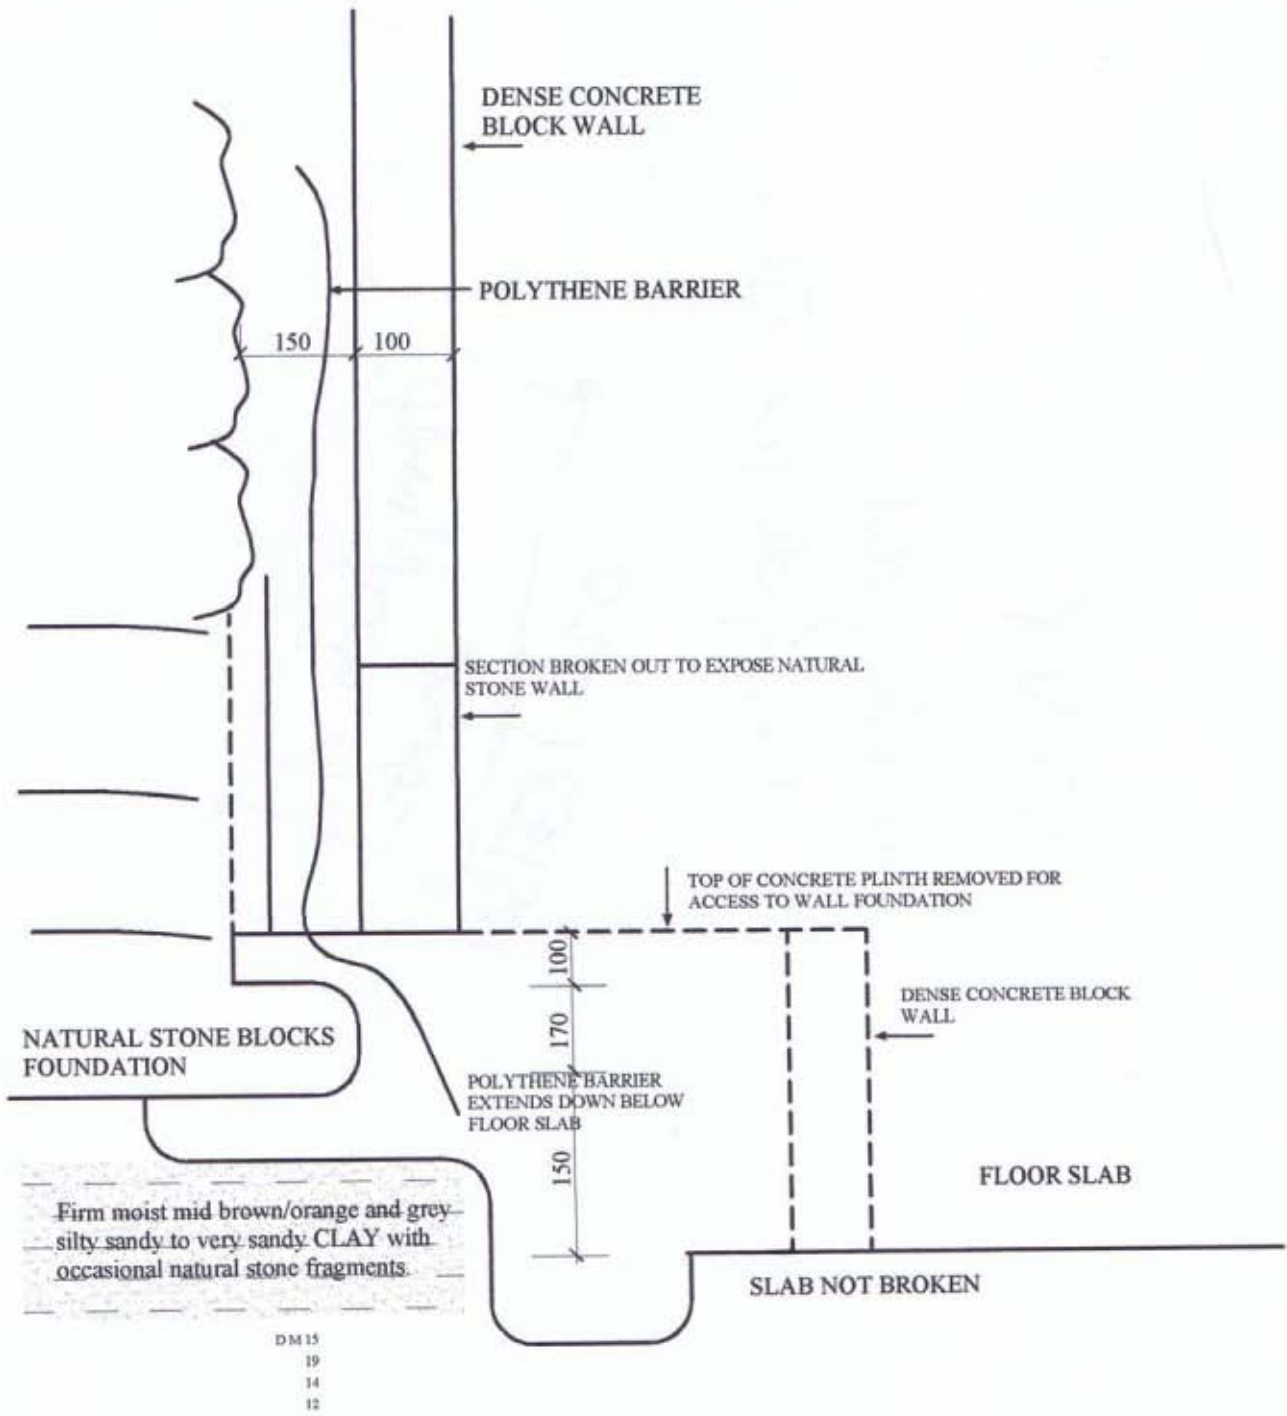 DENSE CONCRETE
BLOCK WALL
POLYTHENE BARRIER
150
100
SECTION BROKEN OUT TO EXPOSE NATURAL
STONE WALL
TOP OF CONCRETE PLINTH REMOVED FOR
ACCESS TO WALL FOUNDATION
100
DENSE CONCRETE BLOCK
WALL
170
NATURAL STONE BLOCKS
FOUNDATION
POLYTHENE BARRIER
EXTENDS DOWN BELOW
FLOOR SLAB
150
FLOOR SLAB
Firm moist mid brown/orange and grey
silty sandy to very sandy CLAY with
occasional natural stone fragments.
SLAB NOT BROKEN
DM 15
19
14
12